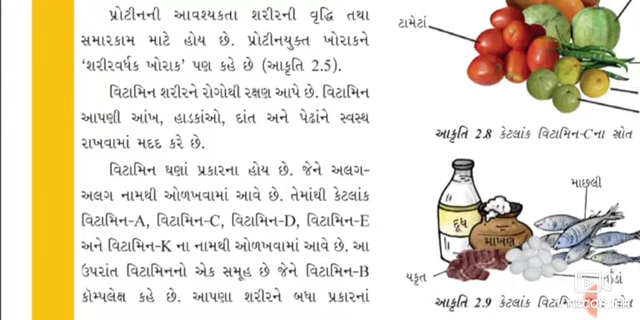 પ્રોટીનની આવશ્યકતા શરીરની વૃદ્ધિ તથા
સમારકામ માટે હોય છે. પ્રોટીનયુક્ત ખોરાકને
‘શરીરવર્ધક ખોરાક’ પણ કહે છે (આકૃતિ 2.5).
વિટામિન શરીરને રોગોથી રક્ષણ આપે છે. વિટામિન
આપણી આંખ, હાડકાંઓ, દાંત અને પેઢાંને સ્વસ્થ
રાખવામાં મદદ કરે છે.
વિટામિન ઘણાં પ્રકારના હોય છે. જેને અલગ-
અલગ નામથી ઓળખવામાં આવે છે. તેમાંથી કેટલાંક
વિટામિન-A, વિટામિન-C, વિટામિન-D, વિટામિન-E
અને વિટામિન-K ના નામથી ઓળખવામાં આવે છે. આ
ઉપરાંત વિટામિનનો એક સમૂહ છે જેને વિટામિન-B
કૉમ્પલેક્ષ કહે છે. આપણા શરીરને બધા પ્રકારનાં
ટામેટાં
આકૃતિ 2.8 કેટલાંક વિટામિન-Cના સ્રોત
માછલી
દૂધ
માખણ
યકૃત
આકૃતિ 2.9 કેટલાંક વિટામિન સ્રોત
RECORDER